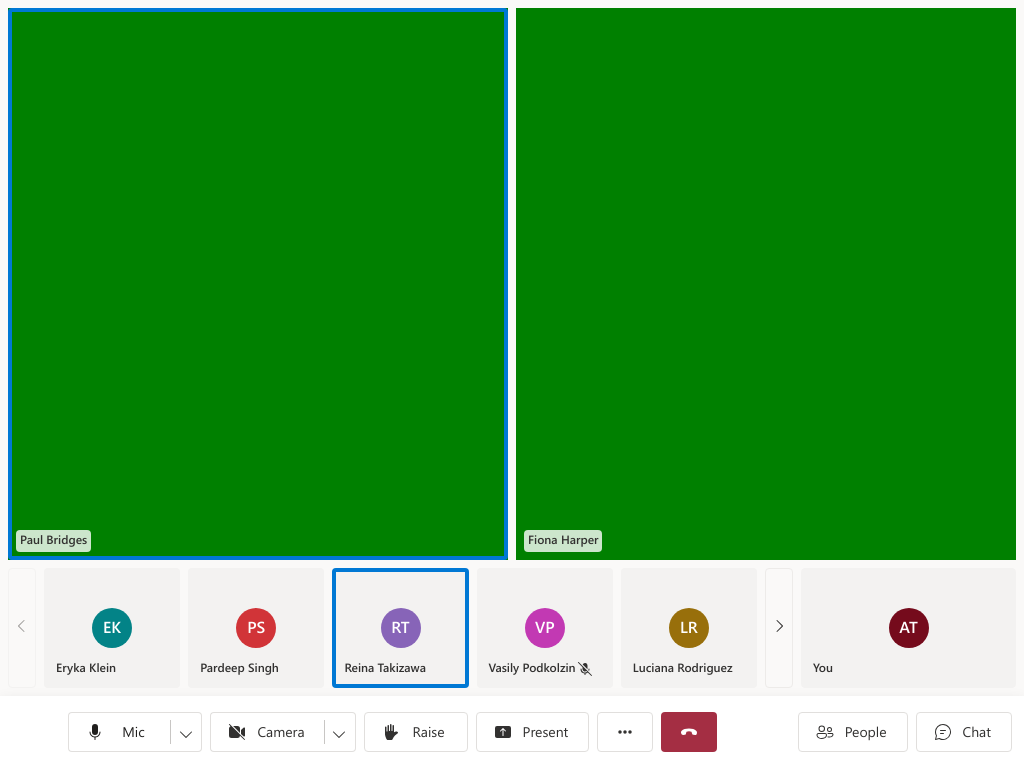 Paul Bridges
Fiona Harper
EK
PS
RT
VP
LR
AT
Eryka Klein
Pardeep Singh
Reina Takizawa
Vasily Podkolzin
Luciana Rodriguez
You
Mic
Camera
Raise
Present
People
Chat